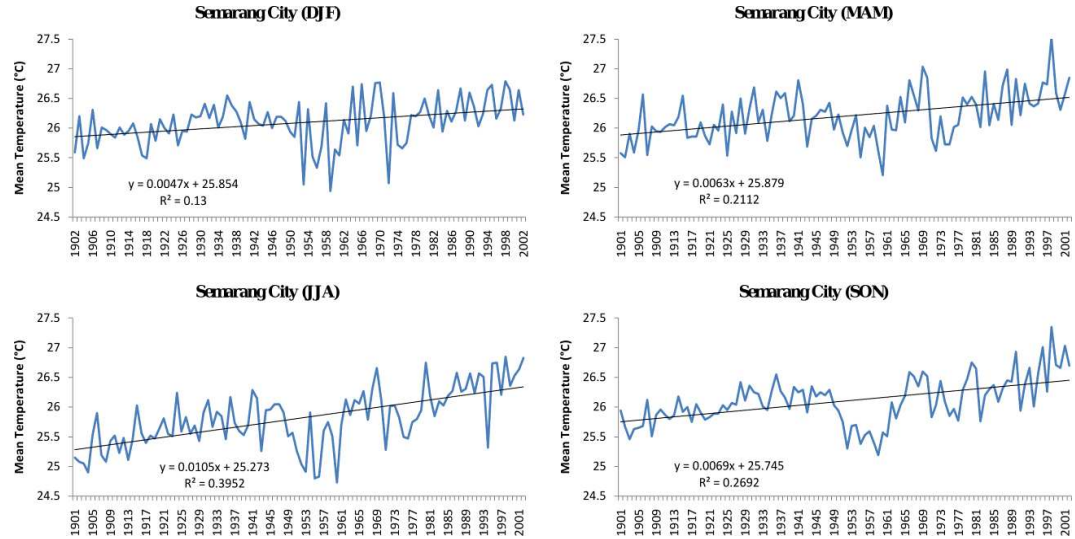 Semarang City (DJF)
27.5
27
26.5
26
25.5
25
24.5
Mean Temperature (°C)
y = 0.0047x + 25.854
R² = 0.13
1902 1906 1910 1914 1918 1922 1926 1930 1934 1938 1942 1946 1950 1954 1958 1962 1966 1970 1974 1978 1982 1986 1990 1994 1998 2002
Semarang City (MAM)
27.5
27
26.5
26
25.5
25
24.5
Mean Temperature (°C)
y = 0.0063x + 25.879
R² = 0.2112
1901 1905 1909 1913 1917 1921 1925 1929 1933 1937 1941 1945 1949 1953 1957 1961 1965 1969 1973 1977 1981 1985 1989 1993 1997 2001
Semarang City (JJA)
27.5
27
26.5
26
25.5
25
24.5
Mean Temperature (°C)
y = 0.0105x + 25.273
R² = 0.3952
1901 1905 1909 1913 1917 1921 1925 1929 1933 1937 1941 1945 1949 1953 1957 1961 1965 1969 1973 1977 1981 1985 1989 1993 1997 2001
Semarang City (SON)
27.5
27
26.5
26
25.5
25
24.5
Mean Temperature (°C)
y = 0.0069x + 25.745
R² = 0.2692
1901 1905 1909 1913 1917 1921 1925 1929 1933 1937 1941 1945 1949 1953 1957 1961 1965 1969 1973 1977 1981 1985 1989 1993 1997 2001